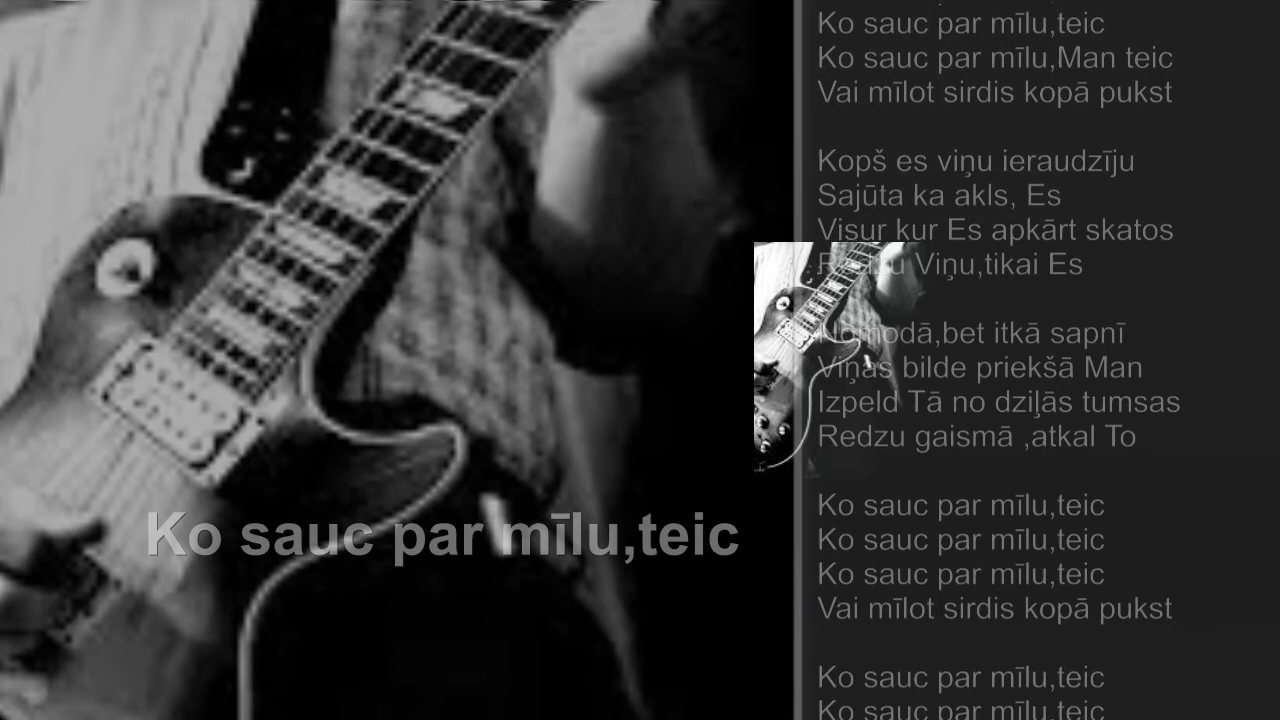 Ko sauc par mīlu,teic
Ko sauc par mīlu,teic
Ko sauc par mīlu,Man teic
Vai mīlot sirdis kopā pukst
Kopš es viņu ieraudzīju
Sajūta ka akls, Es
Visur kur Es apkārt skatos
Redzu Viņu,tikai Es
bet itkā sapnī
Viņas bilde priekšā Man
Izpeld Tā no dziļās tumsas
Redzu gaismā ,atkal To
Ko sauc par mīlu,teic
Ko sauc par mīlu,teic
Ko sauc par mīlu,teic
Vai mīlot sirdis kopā pukst
Ko sauc par mīlu,teic
Ko sauc par mīlu,teic